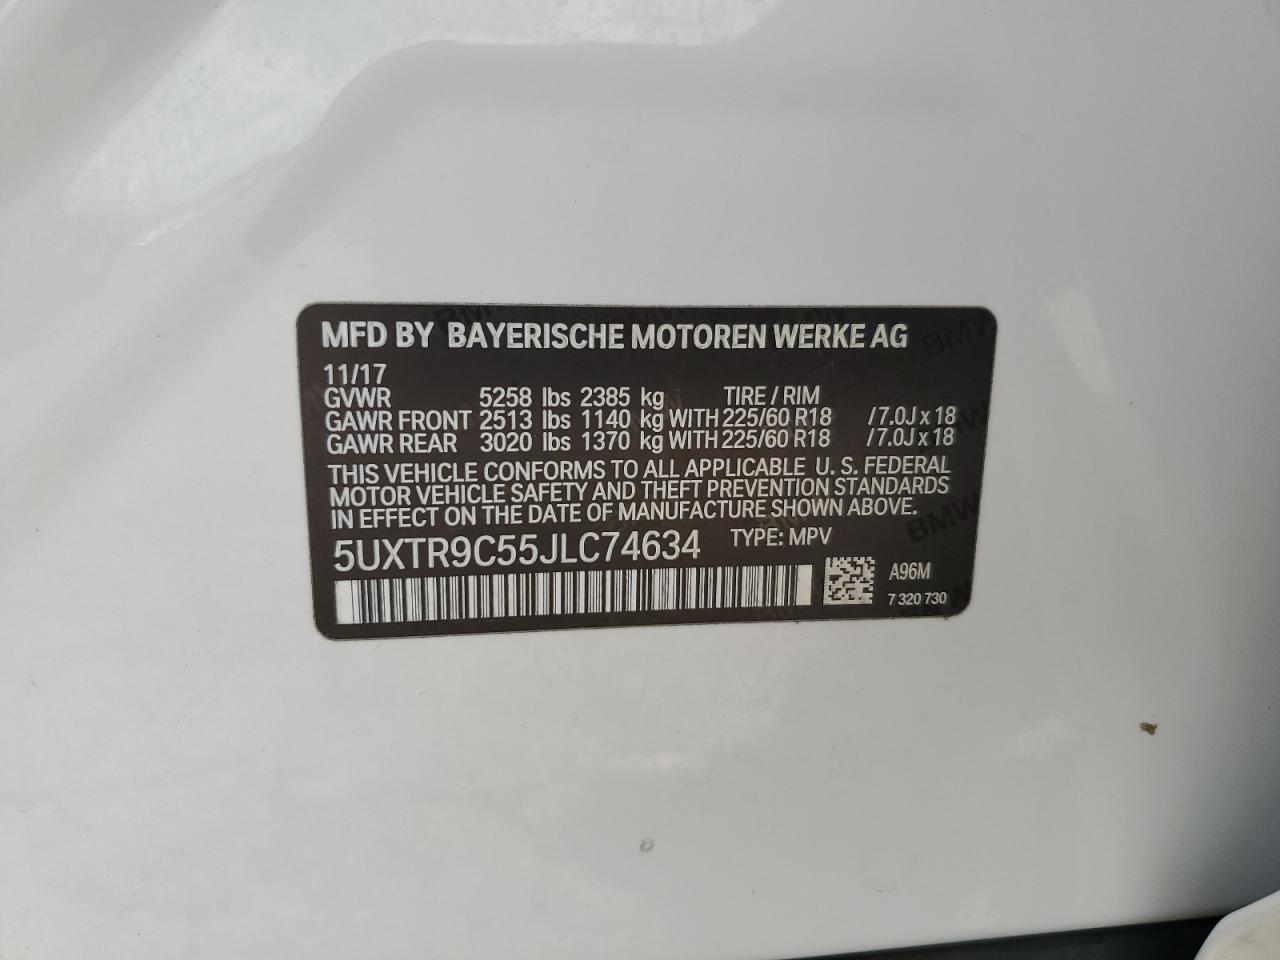 MFD BY BAYERISCHE MOTOREN WERKE AG
11/17
GVWR 5258 lbs 2385 kg TIRE / RIM
GAWR FRONT 2513 lbs 1140 kg WITH 225/60 R18 /7.0J x 18
GAWR REAR 3020 lbs 1370 kg WITH 225/60 R18 /7.0J x 18
THIS VEHICLE CONFORMS TO ALL APPLICABLE U. S. FEDERAL
MOTOR VEHICLE SAFETY AND THEFT PREVENTION STANDARDS
IN EFFECT ON THE DATE OF MANUFACTURE SHOWN ABOVE.
5UXTR9C55JLC74634 TYPE: MPV
A96M
7 320 730